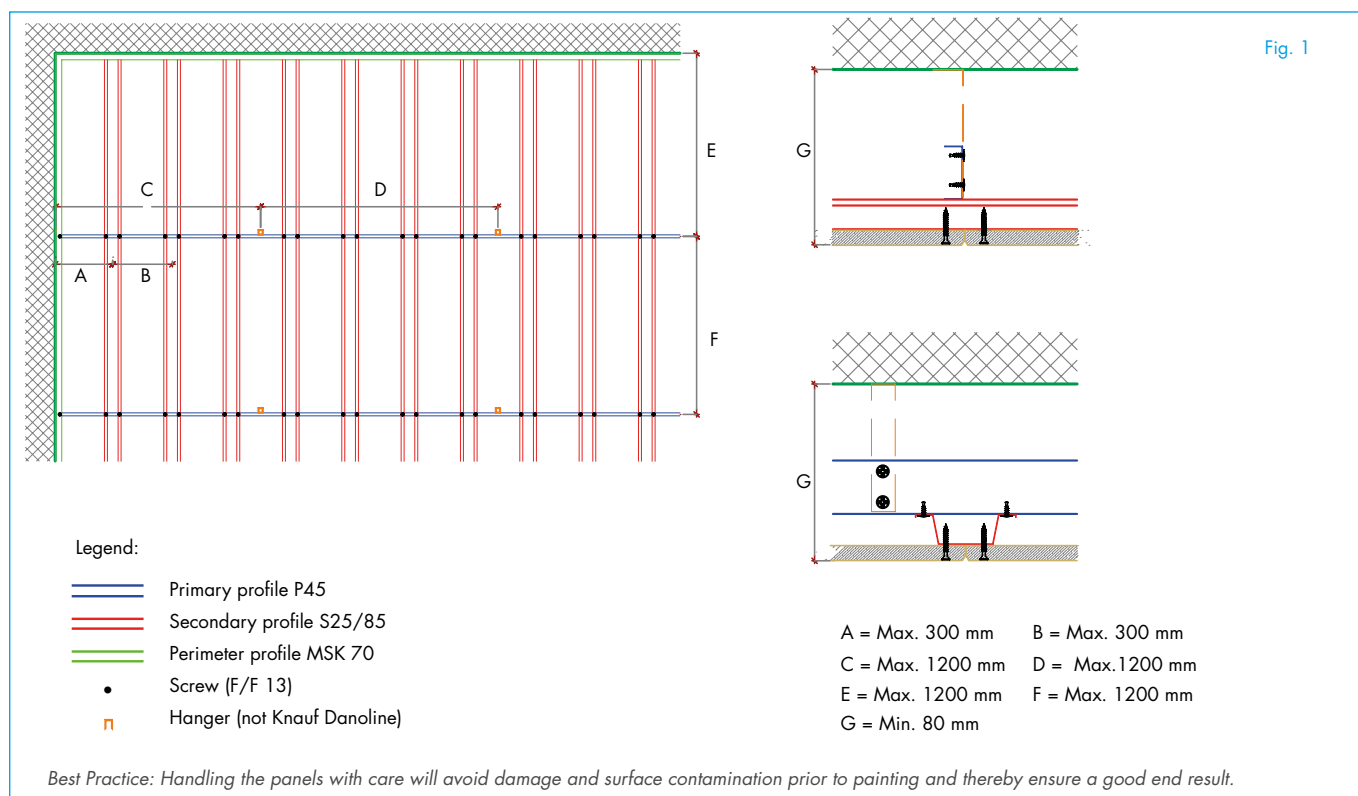 Fig. 1
C
D
E
A
B
F
G
G
Legend:
Primary profile P45
Secondary profile S25/85
Perimeter profile MSK 70
Screw (F/F 13)
Hanger (not Knauf Danoline)
A = Max. 300 mm B = Max. 300 mm
C = Max. 1200 mm D = Max.1200 mm
E = Max. 1200 mm F = Max. 1200 mm
G = Min. 80 mm
Best Practice: Handling the panels with care will avoid damage and surface contamination prior to painting and thereby ensure a good end result.